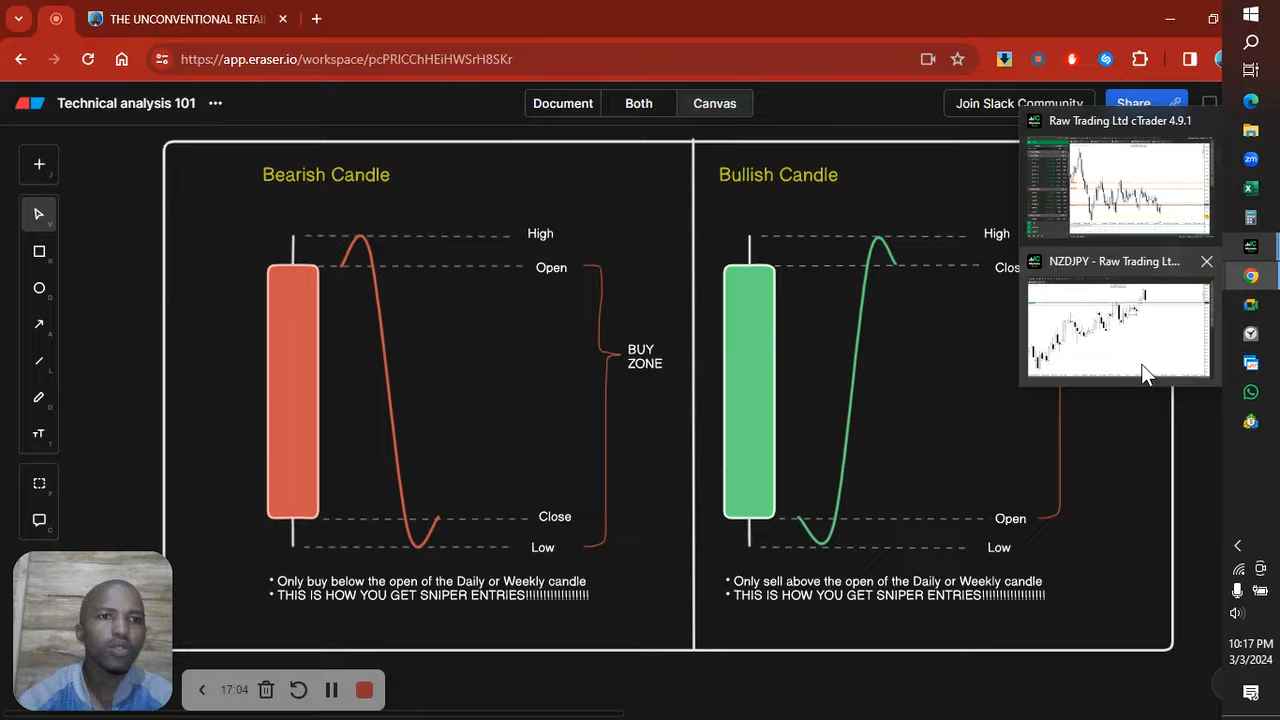 THE UNCONVENTIONAL RETAI
https://app.eraser.io/workspace/pcPRlCChHEiHWSrH8SKr
Technical analysis 101
Document
Both
Canvas
Join Slack Community
Share
Raw Trading Ltd cTrader 4.9.1
NZDJPY - Raw Trading Lt...
Bearish Candle
High
Open
BUY
ZONE
Close
Low
* Only buy below the open of the Daily or Weekly candle
* THIS IS HOW YOU GET SNIPER ENTRIES!!!!!!!!!!!!!!!!!
Bullish Candle
High
Clos
Open
Low
* Only sell above the open of the Daily or Weekly candle
* THIS IS HOW YOU GET SNIPER ENTRIES!!!!!!!!!!!!!!!!!
17:04
10:17 PM
3/3/2024